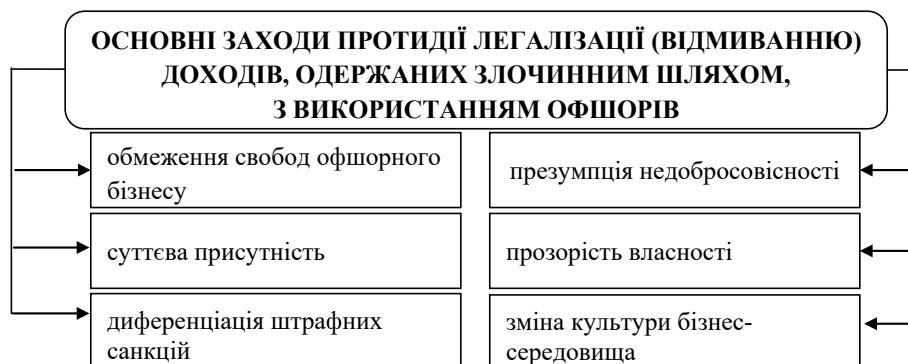 ОСНОВНІ ЗАХОДИ ПРОТИДІЇ ЛЕГАЛІЗАЦІЇ (ВІДМИВАННЮ)
ДОХОДІВ, ОДЕРЖАНИХ ЗЛОЧИННИМ ШЛЯХОМ,
З ВИКОРИСТАННЯМ ОФШОРІВ
обмеження свобод офшорного
бізнесу
презумпція недобросовісності
суттєва присутність
прозорість власності
диференціація штрафних
санкцій
зміна культури бізнес-
середовища